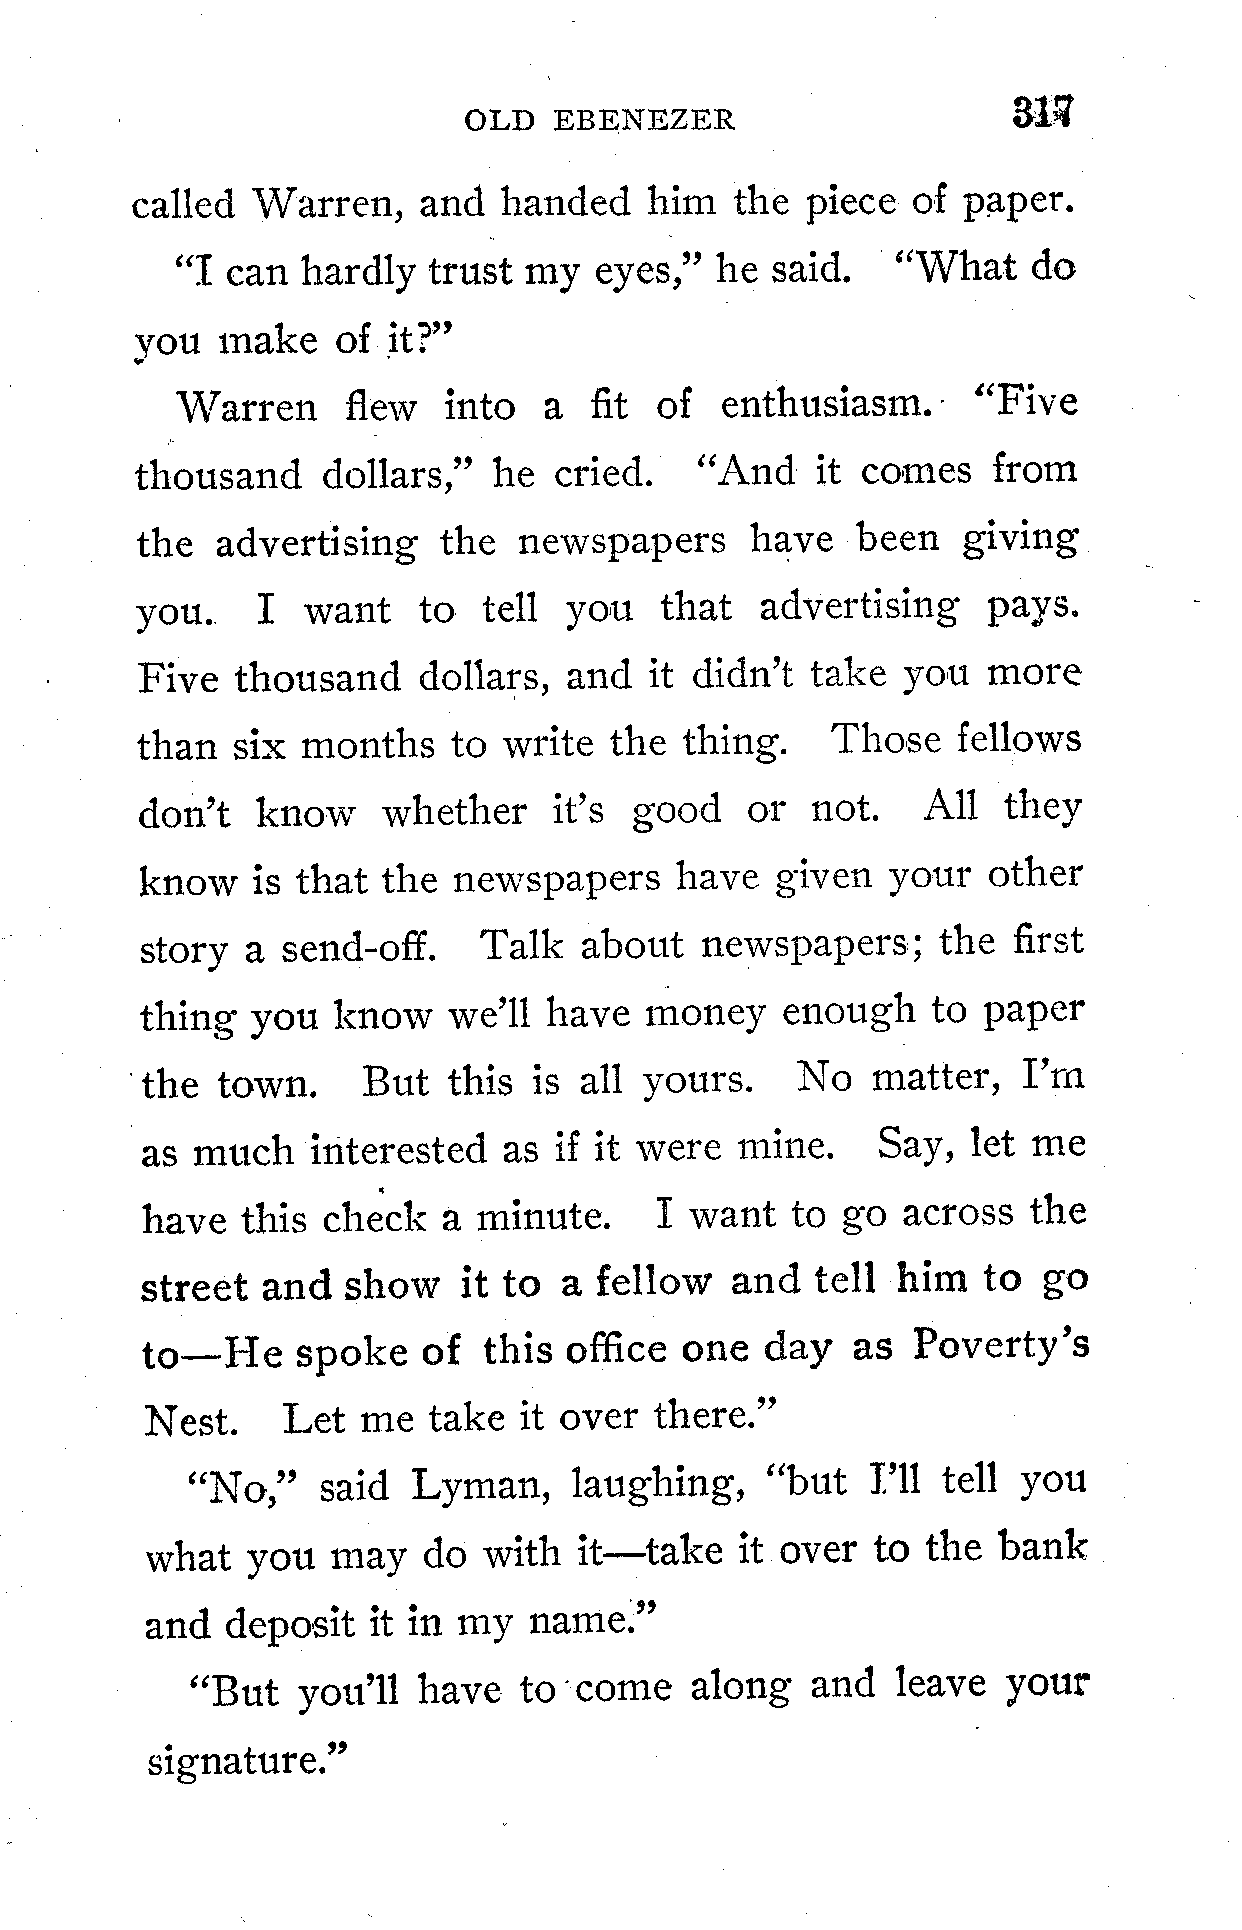 OLD EBENEZER 317
called Warren, and handed him the piece of paper.
“I can hardly trust my eyes,” he said. “What do
you make of it?”
Warren flew into a fit of enthusiasm. “Five
thousand dollars,” he cried. “And it comes from
the advertising the newspapers have been giving
you. I want to tell you that advertising pays.
Five thousand dollars, and it didn’t take you more
than six months to write the thing. Those fellows
don’t know whether it’s good or not. All they
know is that the newspapers have given your other
story a send-off. Talk about newspapers; the first
thing you know we’ll have money enough to paper
the town. But this is all yours. No matter, I’m
as much interested as if it were mine. Say, let me
have this check a minute. I want to go across the
street and show it to a fellow and tell him to go
to—He spoke of this office one day as Poverty’s
Nest. Let me take it over there.”
“No,” said Lyman, laughing, “but I’ll tell you
what you may do with it—take it over to the bank
and deposit it in my name.”
“But you’ll have to come along and leave your
signature.”